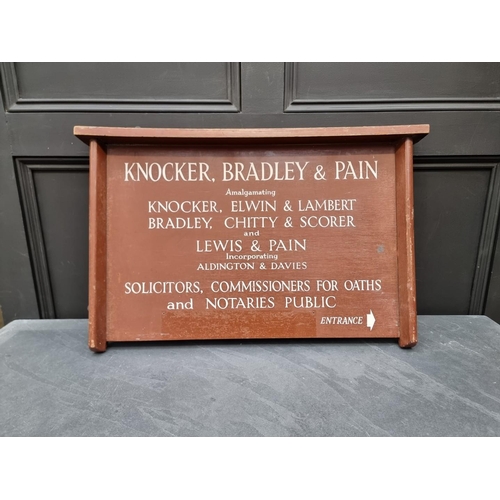 KNOCKER, BRADLEY & PAIN
Amalgamating
KNOCKER, ELWIN & LAMBERT
BRADLEY, CHITTY & SCORER
and
LEWIS & PAIN
Incorporating
ALDINGTON & DAVIES
SOLICITORS, COMMISSIONERS FOR OATHS
and NOTARIES PUBLIC
ENTRANCE